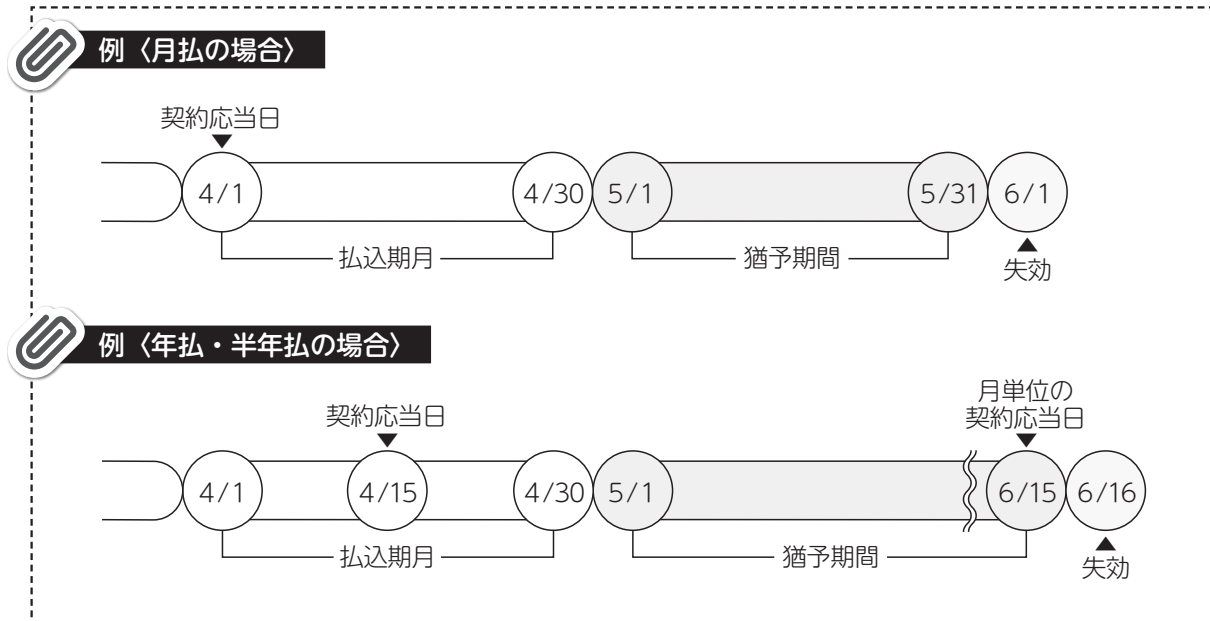 例〈月払の場合〉
契約応当日
4/1
4/30
5/1
5/31
6/1
払込期月
猶予期間
失効
例〈年払・半年払の場合〉
月単位の
契約応当日
契約応当日
4/1
4/15
4/30
5/1
6/15
6/16
払込期月
猶予期間
失効